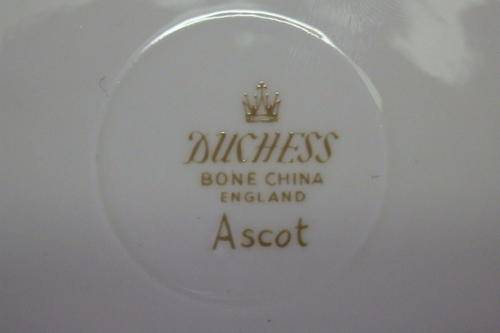 DUCHESS
BONE CHINA
ENGLAND
Ascot